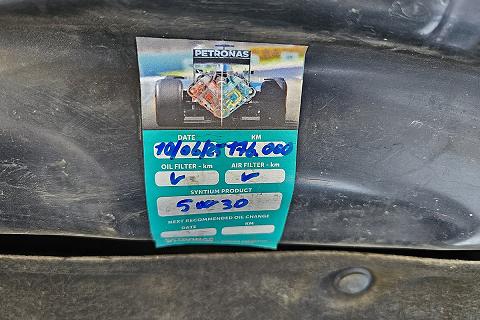 PETRONAS
DATE KM
10/06/25 176.000
OIL FILTER - km AIR FILTER - km
✓ ✓
SYNTIUM PRODUCT
5W30
NEXT RECOMMENDED OIL CHANGE
DATE KM